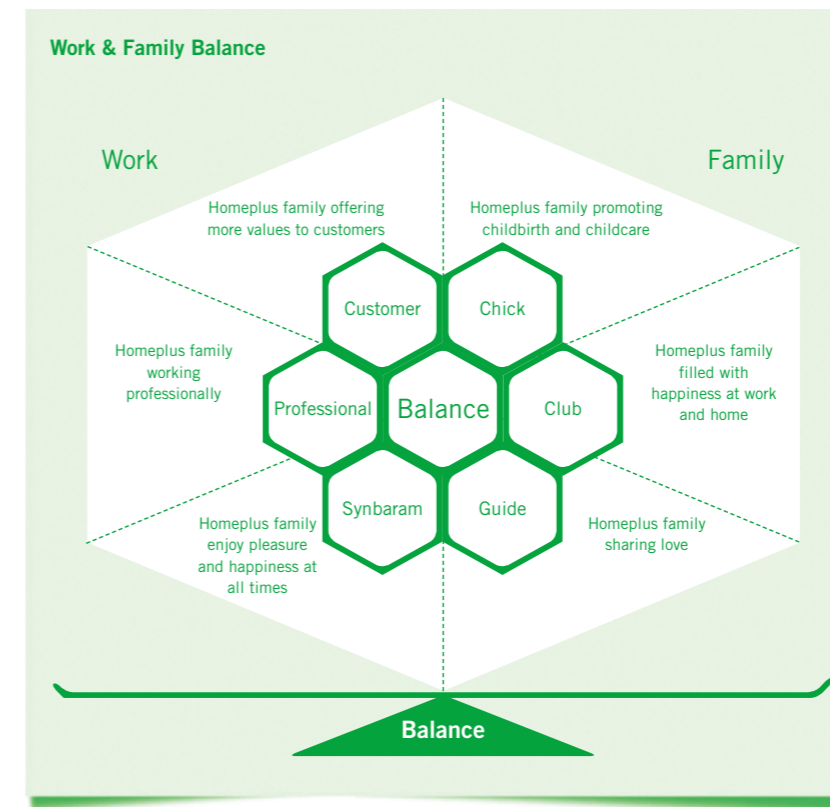 Work & Family Balance
Work
Family
Homeplus family offering
more values to customers
Homeplus family promoting
childbirth and childcare
Customer
Chick
Homeplus family
working
professionally
Homeplus family
filled with
happiness at work
and home
Professional
Balance
Club
Synbaram
Guide
Homeplus family
enjoy pleasure
and happiness at
all times
Homeplus family
sharing love
Balance